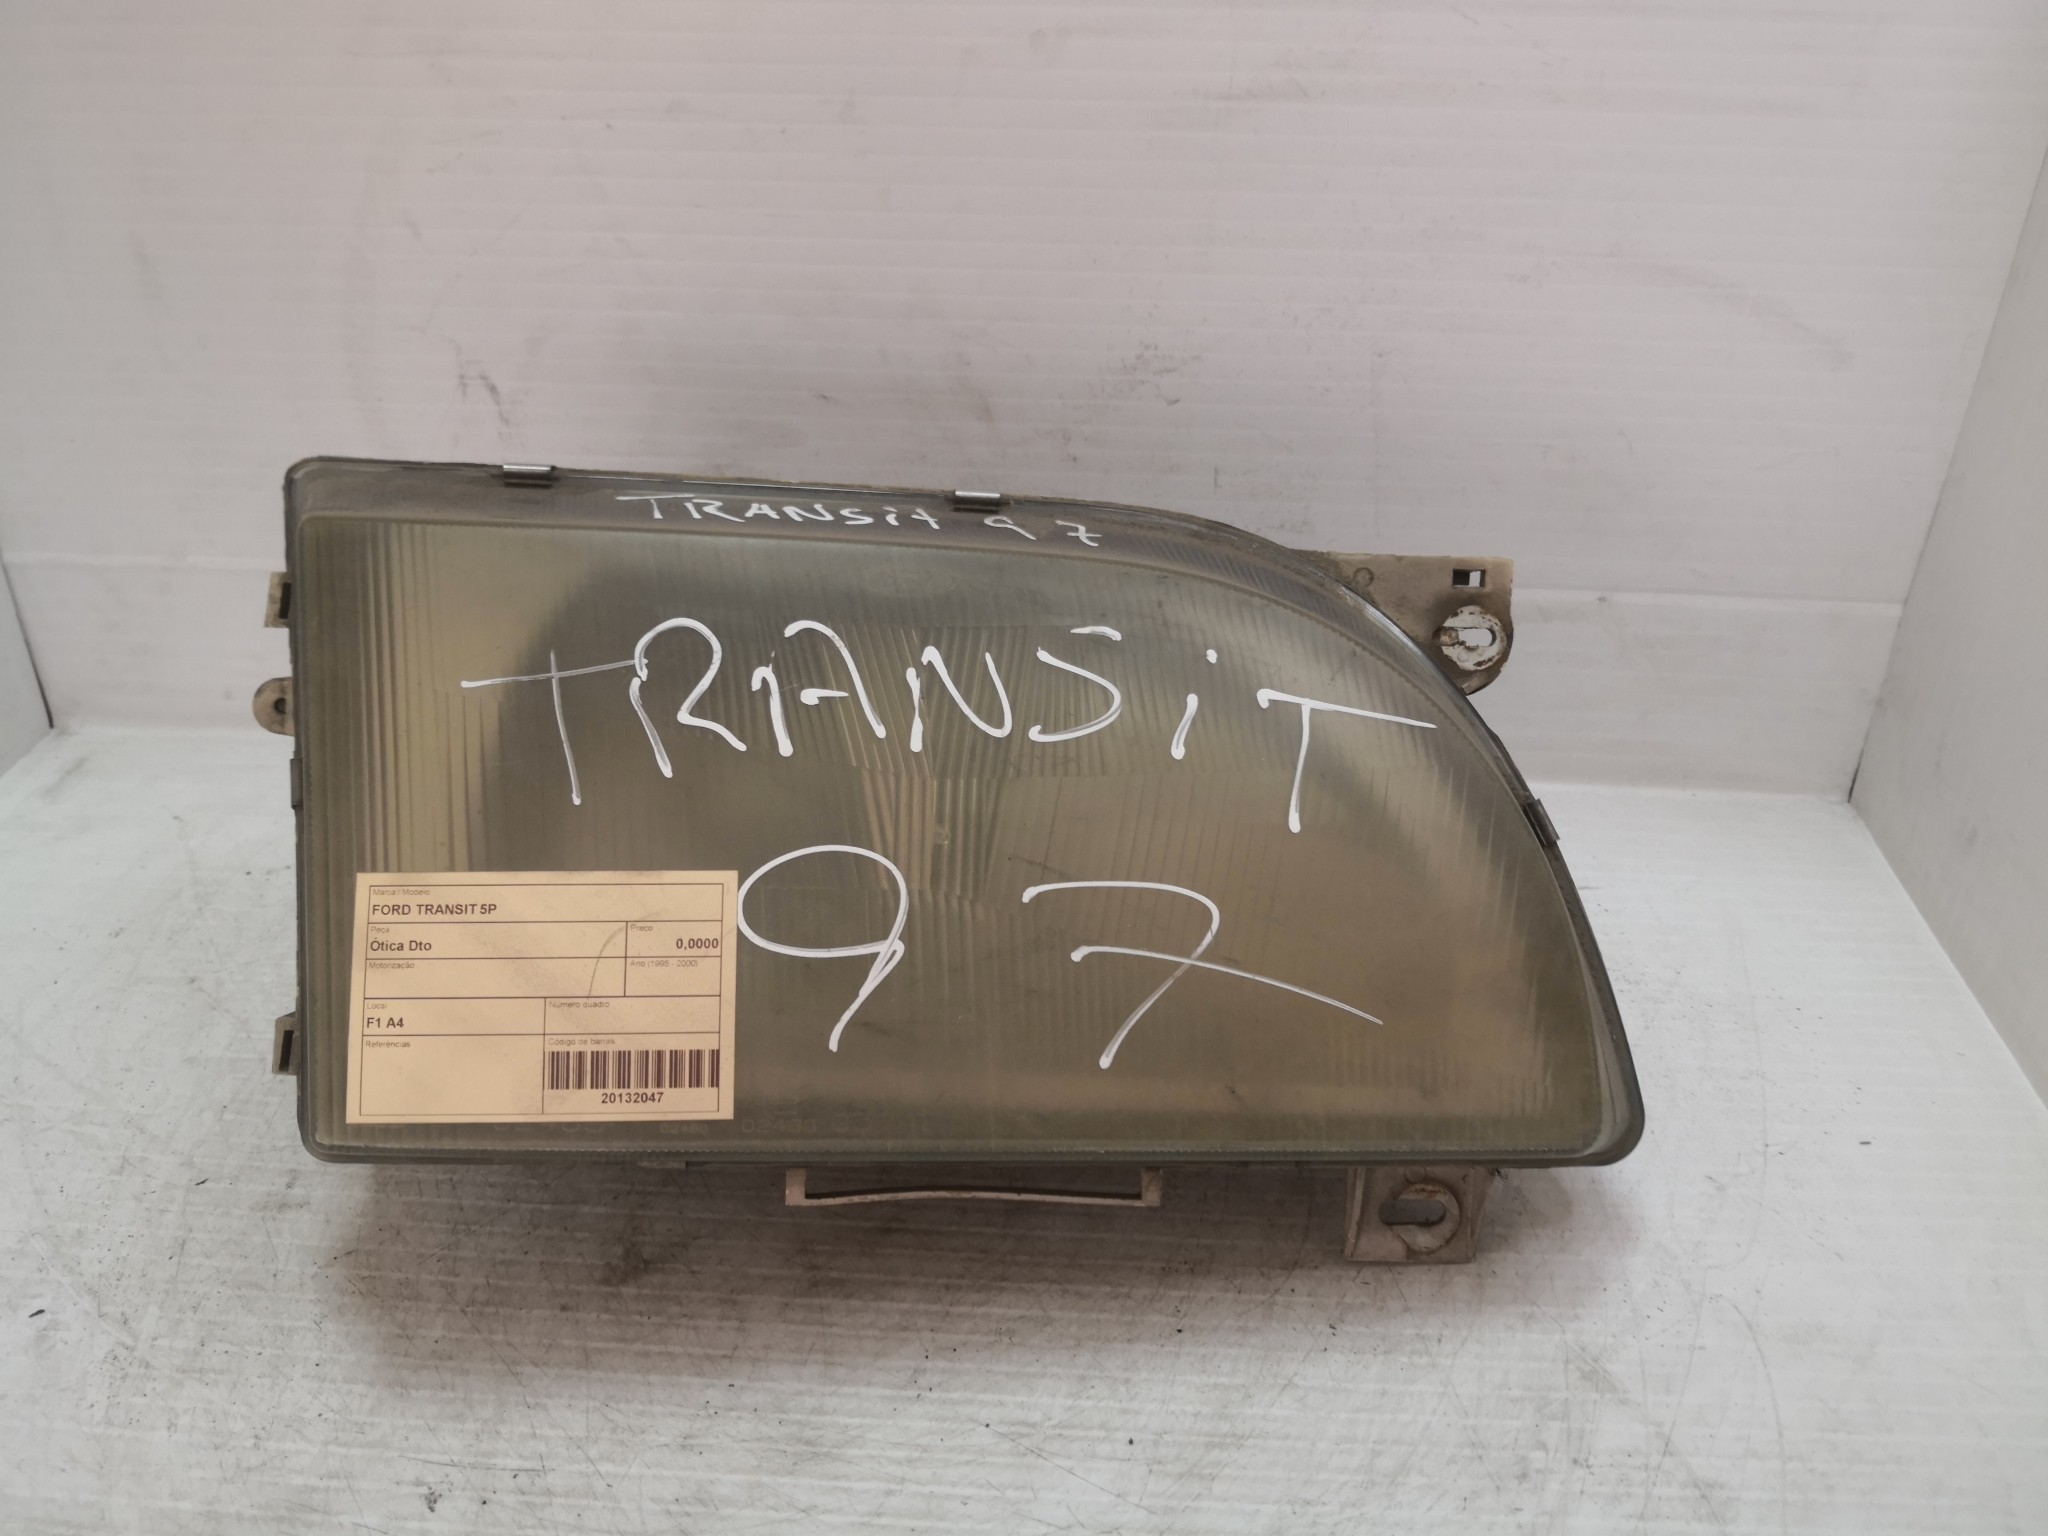 TRANSiT 97
TRANSiT
97
Marca / Modelo
FORD TRANSIT 5P
Peça
Preço
Ótica Dto
0,0000
Motorização
Ano (1995 - 2000)
Local
Número quadro
F1 A4
Referências
Código de barras
20132047
02400